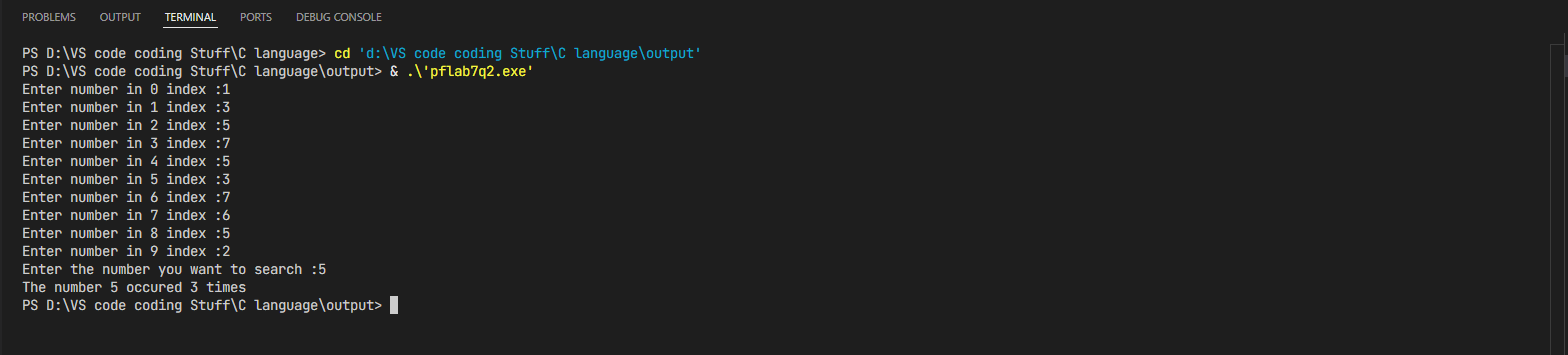 PROBLEMS OUTPUT TERMINAL PORTS DEBUG CONSOLE
PS D:\VS code coding Stuff\C language> cd 'd:\VS code coding Stuff\C language\output'
PS D:\VS code coding Stuff\C language\output> & .\'pflab7q2.exe'
Enter number in 0 index :1
Enter number in 1 index :3
Enter number in 2 index :5
Enter number in 3 index :7
Enter number in 4 index :5
Enter number in 5 index :3
Enter number in 6 index :7
Enter number in 7 index :6
Enter number in 8 index :5
Enter number in 9 index :2
Enter the number you want to search :5
The number 5 occured 3 times
PS D:\VS code coding Stuff\C language\output>